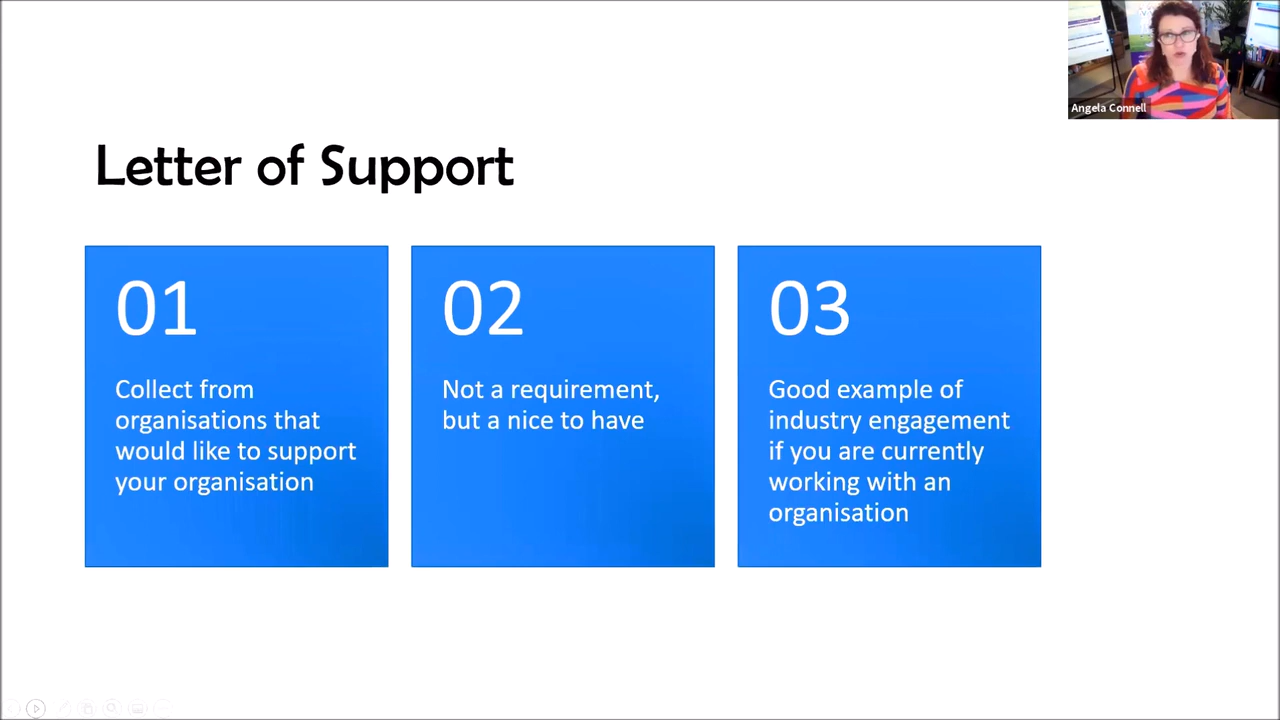 Angela Connell
Letter of Support
01
Collect from
organisations that
would like to support
your organisation
02
Not a requirement,
but a nice to have
03
Good example of
industry engagement
if you are currently
working with an
organisation